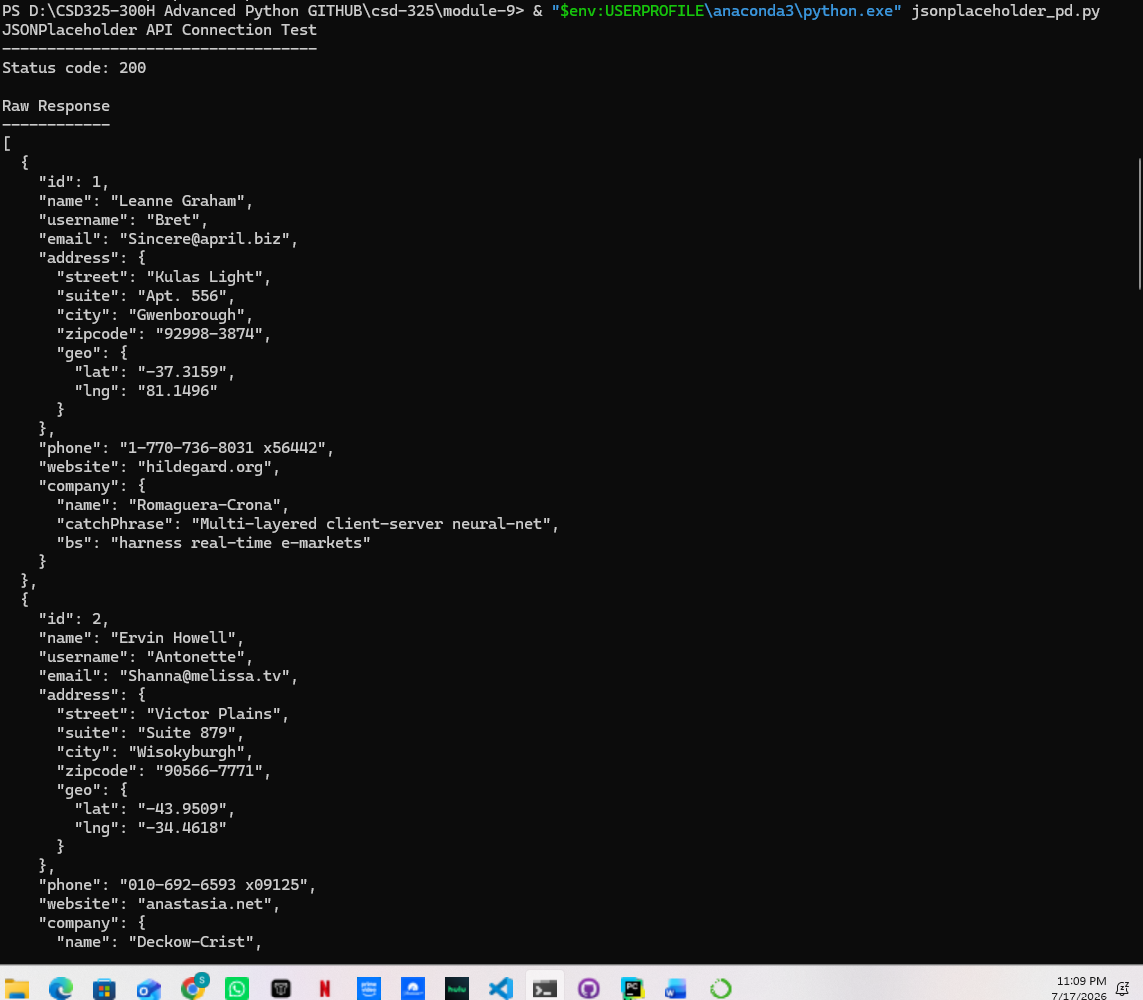 PS D:\CSD325-300H Advanced Python GITHUB\csd-325\module-9> & "$env:USERPROFILE\anaconda3\python.exe" jsonplaceholder_pd.py
JSONPlaceholder API Connection Test
-----------------------------------
Status code: 200
Raw Response
------------
[
  {
    "id": 1,
    "name": "Leanne Graham",
    "username": "Bret",
    "email": "Sincere@april.biz",
    "address": {
      "street": "Kulas Light",
      "suite": "Apt. 556",
      "city": "Gwenborough",
      "zipcode": "92998-3874",
      "geo": {
        "lat": "-37.3159",
        "lng": "81.1496"
      }
    },
    "phone": "1-770-736-8031 x56442",
    "website": "hildegard.org",
    "company": {
      "name": "Romaguera-Crona",
      "catchPhrase": "Multi-layered client-server neural-net",
      "bs": "harness real-time e-markets"
    }
  },
  {
    "id": 2,
    "name": "Ervin Howell",
    "username": "Antonette",
    "email": "Shanna@melissa.tv",
    "address": {
      "street": "Victor Plains",
      "suite": "Suite 879",
      "city": "Wisokyburgh",
      "zipcode": "90566-7771",
      "geo": {
        "lat": "-43.9509",
        "lng": "-34.4618"
      }
    },
    "phone": "010-692-6593 x09125",
    "website": "anastasia.net",
    "company": {
      "name": "Deckow-Crist",
S
N
prime video
hulu
PC
W
11:09 PM
7/17/2026